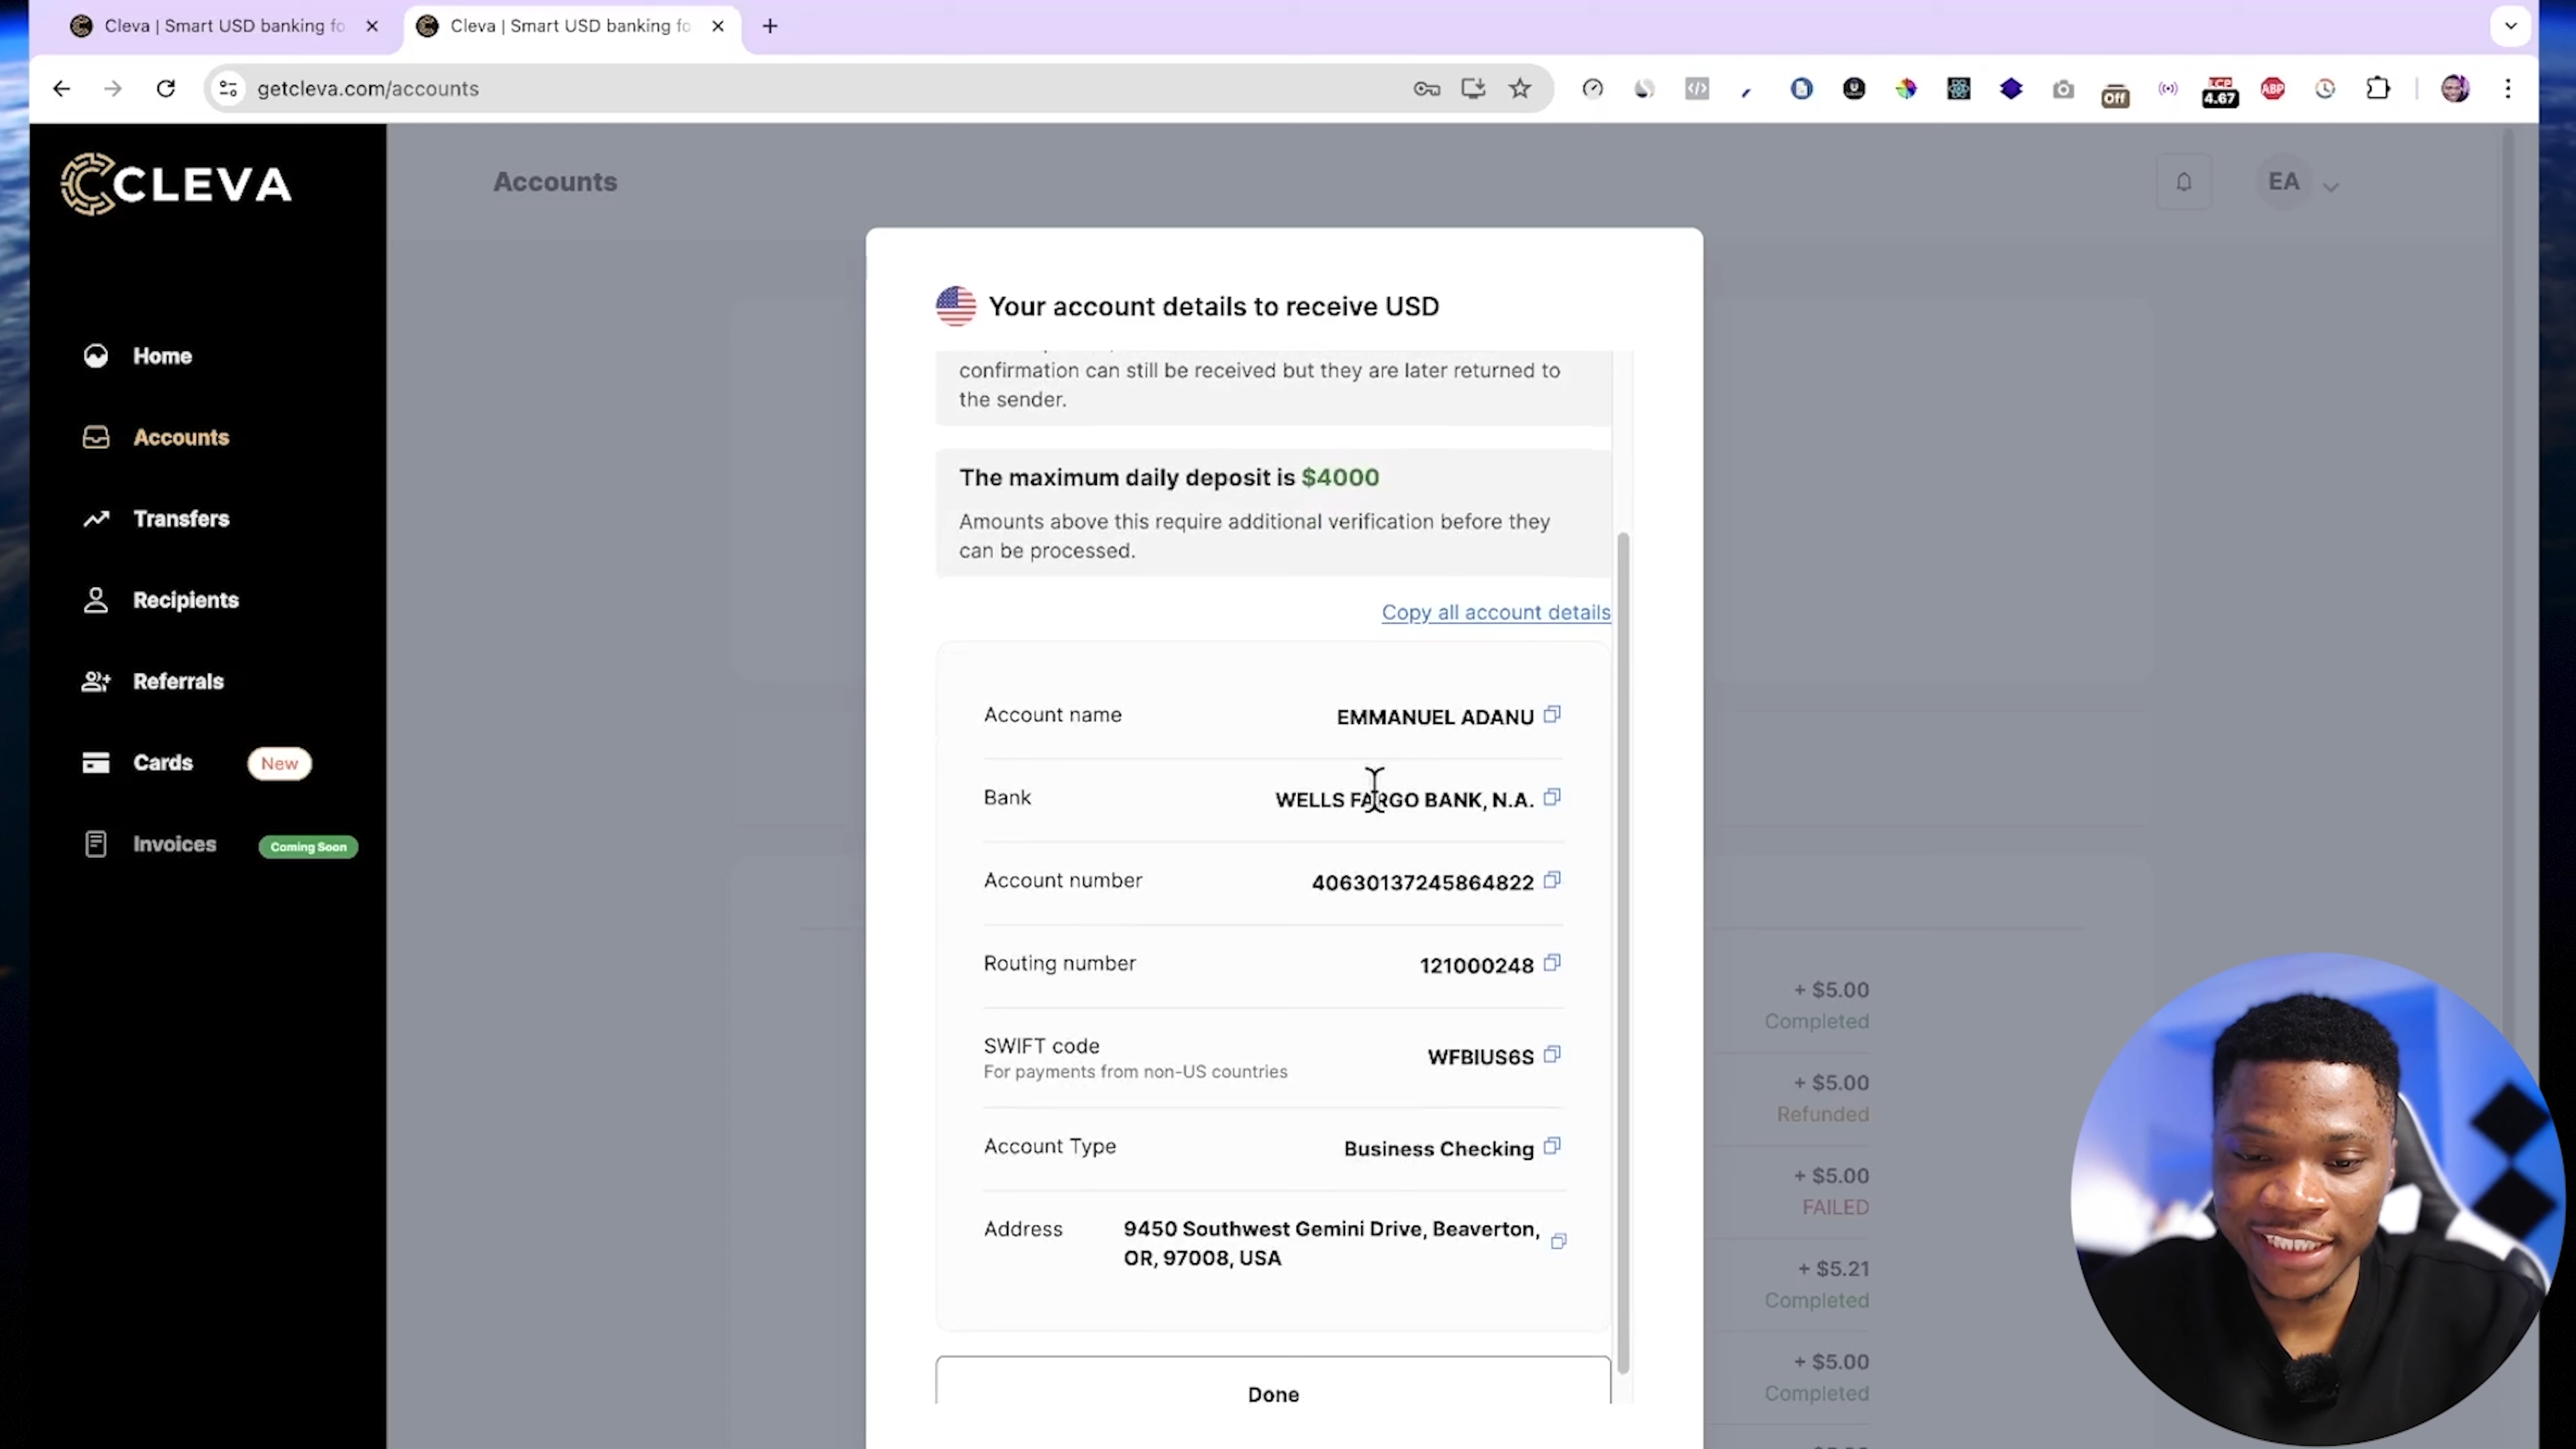 Cleva | Smart USD banking fo
Cleva | Smart USD banking fo
getcleva.com/accounts
Off
LCP
4.67
ABP
CLEVA
Accounts
EA
Home
Accounts
Transfers
Recipients
Referrals
Cards New
Invoices Coming Soon
Your account details to receive USD
confirmation can still be received but they are later returned to
the sender.
The maximum daily deposit is $4000
Amounts above this require additional verification before they
can be processed.
Copy all account details
Account name EMMANUEL ADANU
Bank WELLS FARGO BANK, N.A.
Account number 40630137245864822
Routing number 121000248
SWIFT code WFBIUS6S
For payments from non-US countries
Account Type Business Checking
Address 9450 Southwest Gemini Drive, Beaverton,
OR, 97008, USA
Done
+ $5.00
Completed
+ $5.00
Refunded
+ $5.00
FAILED
+ $5.21
Completed
+ $5.00
Completed